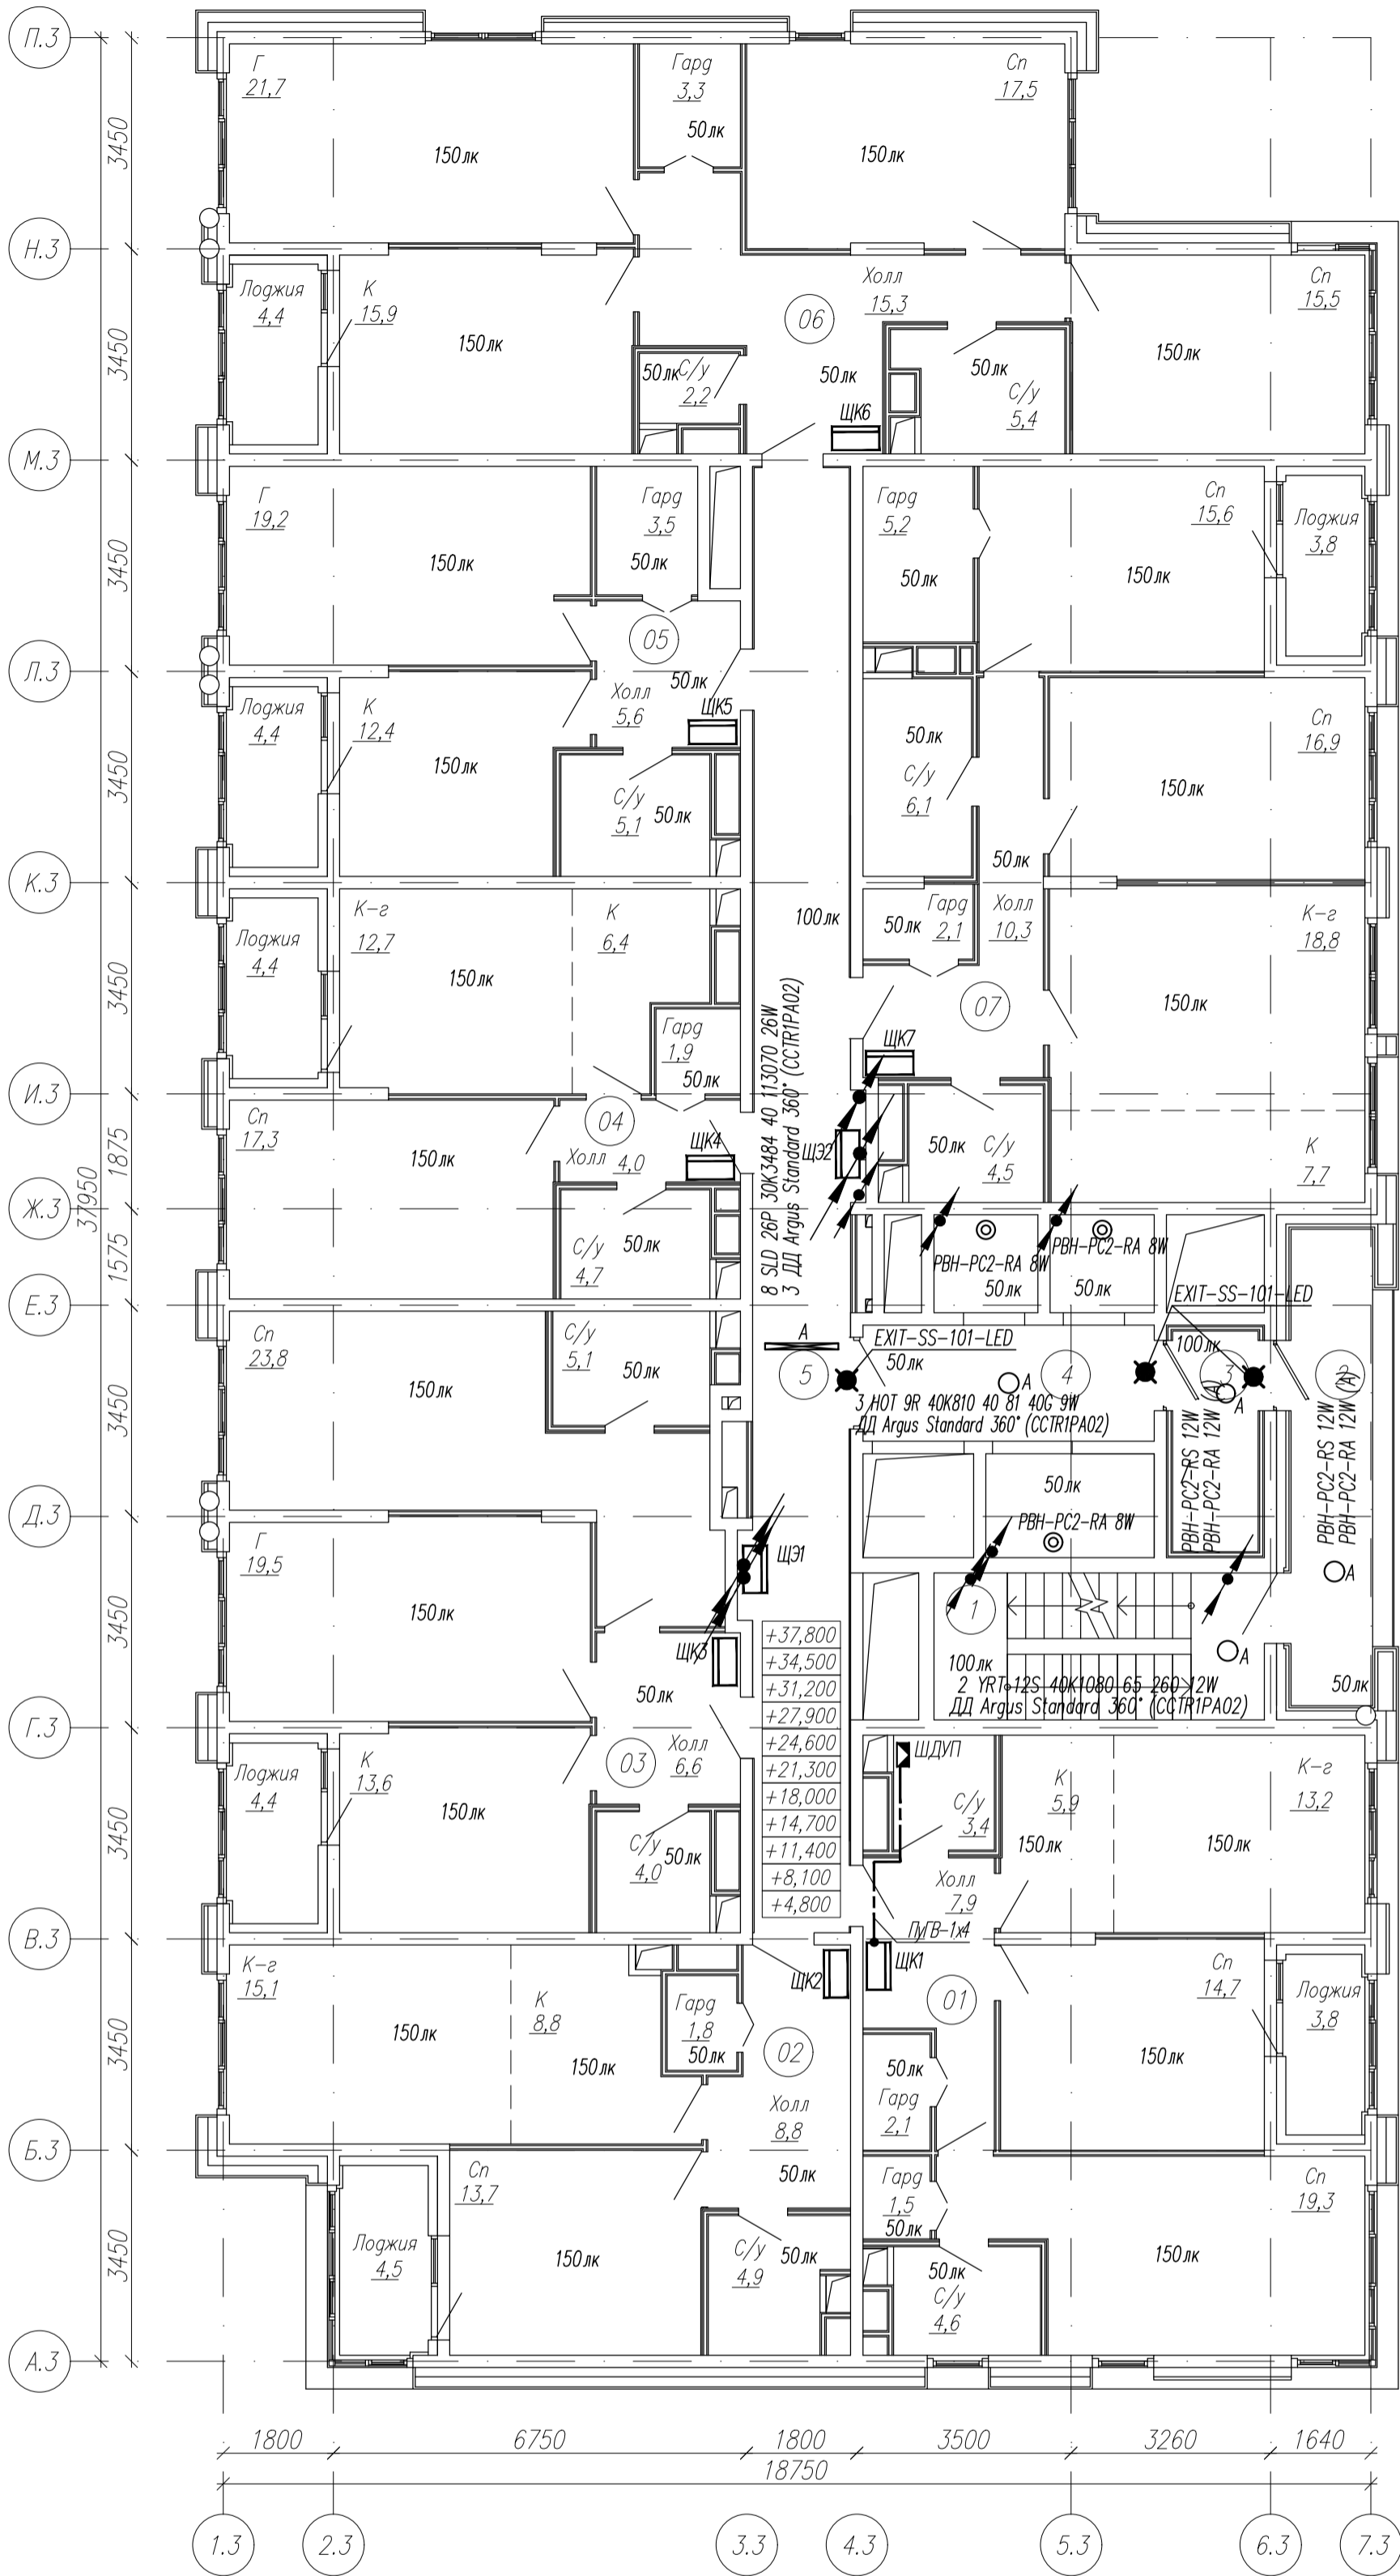 П.3
Г
21,7
Гард
3,3
Сп
17,5
50лк
150лк
150лк
3450
Н.3
Лоджия
4,4
К
15,9
Холл
15,3
Сп
15,5
06
150лк
50лк
С/у
2,2
50лк
50лк
С/у
5,4
150лк
ЩК6
3450
М.3
Г
19,2
Гард
3,5
Гард
5,2
Сп
15,6
Лоджия
3,8
150лк
50лк
50лк
150лк
05
3450
Л.3
Лоджия
4,4
К
12,4
Холл
5,6
50лк
ЩК5
50лк
Сп
16,9
150лк
С/у
5,1
50лк
С/у
6,1
150лк
50лк
3450
К.3
Лоджия
4,4
К-г
12,7
К
6,4
100лк
50лк
Гард
2,1
Холл
10,3
К-г
18,8
150лк
150лк
Гард
1,9
50лк
07
ЩК7
3450
И.3
8 SLD 26P 30K3484 40 113070 26W
3 ДД Argus Standard 360° (CCTR1PA02)
Сп
17,3
04
150лк
Холл 4,0
ЩК4
ЩЭ2
50лк
С/у
4,5
К
7,7
1875
37950
Ж.3
С/у
4,7
50лк
PBH-PC2-RA 8W
50лк
PBH-PC2-RA 8W
50лк
EXIT-SS-101-LED
1575
Е.3
Сп
23,8
С/у
5,1
50лк
150лк
А
5
EXIT-SS-101-LED
50лк
4
А
100лк
3
А
2
3 HOT 9R 40K810 40 81 40G 9W
ДД Argus Standard 360° (CCTR1PA02)
PBH-PC2-RS 12W
PBH-PC2-RA 12W (А)
PBH-PC2-RS 12W
PBH-PC2-RA 12W (А)
50лк
PBH-PC2-RA 8W
3450
Д.3
Г
19,5
ЩЭ1
150лк
1
А
А
ЩК3
100лк
2 YRT-12S 40K1080 65 260 12W
ДД Argus Standard 360° (CCTR1PA02)
50лк
50лк
3450
Г.3
+37,800
+34,500
+31,200
+27,900
+24,600
+21,300
+18,000
+14,700
+11,400
+8,100
+4,800
Лоджия
4,4
К
13,6
03
Холл
6,6
150лк
С/у
4,0
50лк
ШДУП
С/у
3,4
К
5,9
К-г
13,2
150лк
150лк
Холл
7,9
ПуГВ-1х4
3450
В.3
К-г
15,1
К
8,8
Гард
1,8
50лк
ЩК2
ЩК1
01
Сп
14,7
Лоджия
3,8
150лк
150лк
02
50лк
Гард
2,1
150лк
Холл
8,8
3450
Б.3
Сп
13,7
50лк
Гард
1,5
50лк
Сп
19,3
Лоджия
4,5
150лк
С/у
4,9
50лк
50лк
С/у
4,6
150лк
3450
А.3
1800
6750
1800
3500
3260
1640
18750
1.3
2.3
3.3
4.3
5.3
6.3
7.3